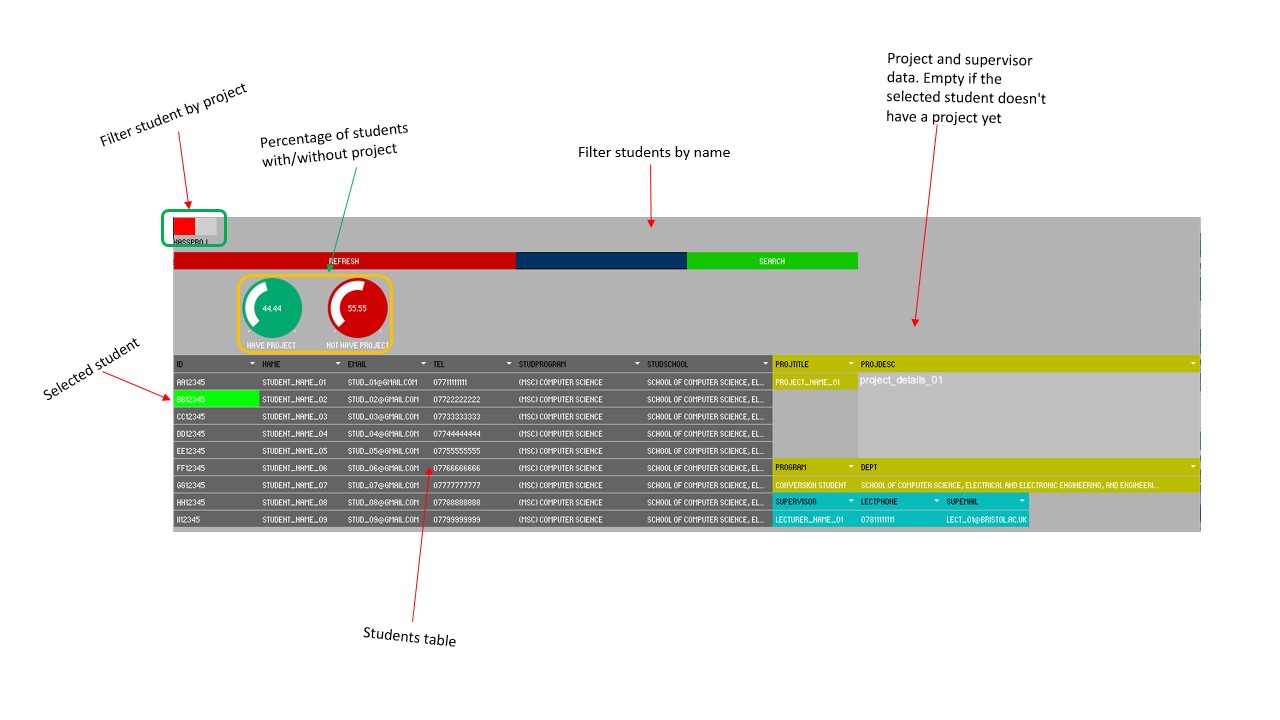 Project and supervisor
data. Empty if the
selected student doesn't
have a project yet
Filter student by project
Percentage of students
with/without project
Filter students by name
HASSPROJ
REFRESH SEARCH
44.44 55.55
HAVE PROJECT NOT HAVE PROJECT
Selected student
ID NAME EMAIL TEL STUDPROGRAM STUDSCHOOL PROJTITLE PROJDESC
AA12345 STUDENT_NAME_01 STUD_01@GMAIL.COM 07711111111 (MSC) COMPUTER SCIENCE SCHOOL OF COMPUTER SCIENCE, EL... PROJECT_NAME_01 project_details_01
BB12345 STUDENT_NAME_02 STUD_02@GMAIL.COM 07722222222 (MSC) COMPUTER SCIENCE SCHOOL OF COMPUTER SCIENCE, EL...
CC12345 STUDENT_NAME_03 STUD_03@GMAIL.COM 07733333333 (MSC) COMPUTER SCIENCE SCHOOL OF COMPUTER SCIENCE, EL...
DD12345 STUDENT_NAME_04 STUD_04@GMAIL.COM 07744444444 (MSC) COMPUTER SCIENCE SCHOOL OF COMPUTER SCIENCE, EL...
EE12345 STUDENT_NAME_05 STUD_05@GMAIL.COM 07755555555 (MSC) COMPUTER SCIENCE SCHOOL OF COMPUTER SCIENCE, EL...
FF12345 STUDENT_NAME_06 STUD_06@GMAIL.COM 07766666666 (MSC) COMPUTER SCIENCE SCHOOL OF COMPUTER SCIENCE, EL... PROGRAM DEPT
GG12345 STUDENT_NAME_07 STUD_07@GMAIL.COM 07777777777 (MSC) COMPUTER SCIENCE SCHOOL OF COMPUTER SCIENCE, EL... CONVERSION STUDENT SCHOOL OF COMPUTER SCIENCE, ELECTRICAL AND ELECTRONIC ENGINEERING, AND ENGINEERI...
HH12345 STUDENT_NAME_08 STUD_08@GMAIL.COM 07788888888 (MSC) COMPUTER SCIENCE SCHOOL OF COMPUTER SCIENCE, EL... SUPERVISOR LECTPHONE SUPEMAIL
II12345 STUDENT_NAME_09 STUD_09@GMAIL.COM 07799999999 (MSC) COMPUTER SCIENCE SCHOOL OF COMPUTER SCIENCE, EL... LECTURER_NAME_01 07811111111 LECT_01@BRISTOL.AC.UK
Students table